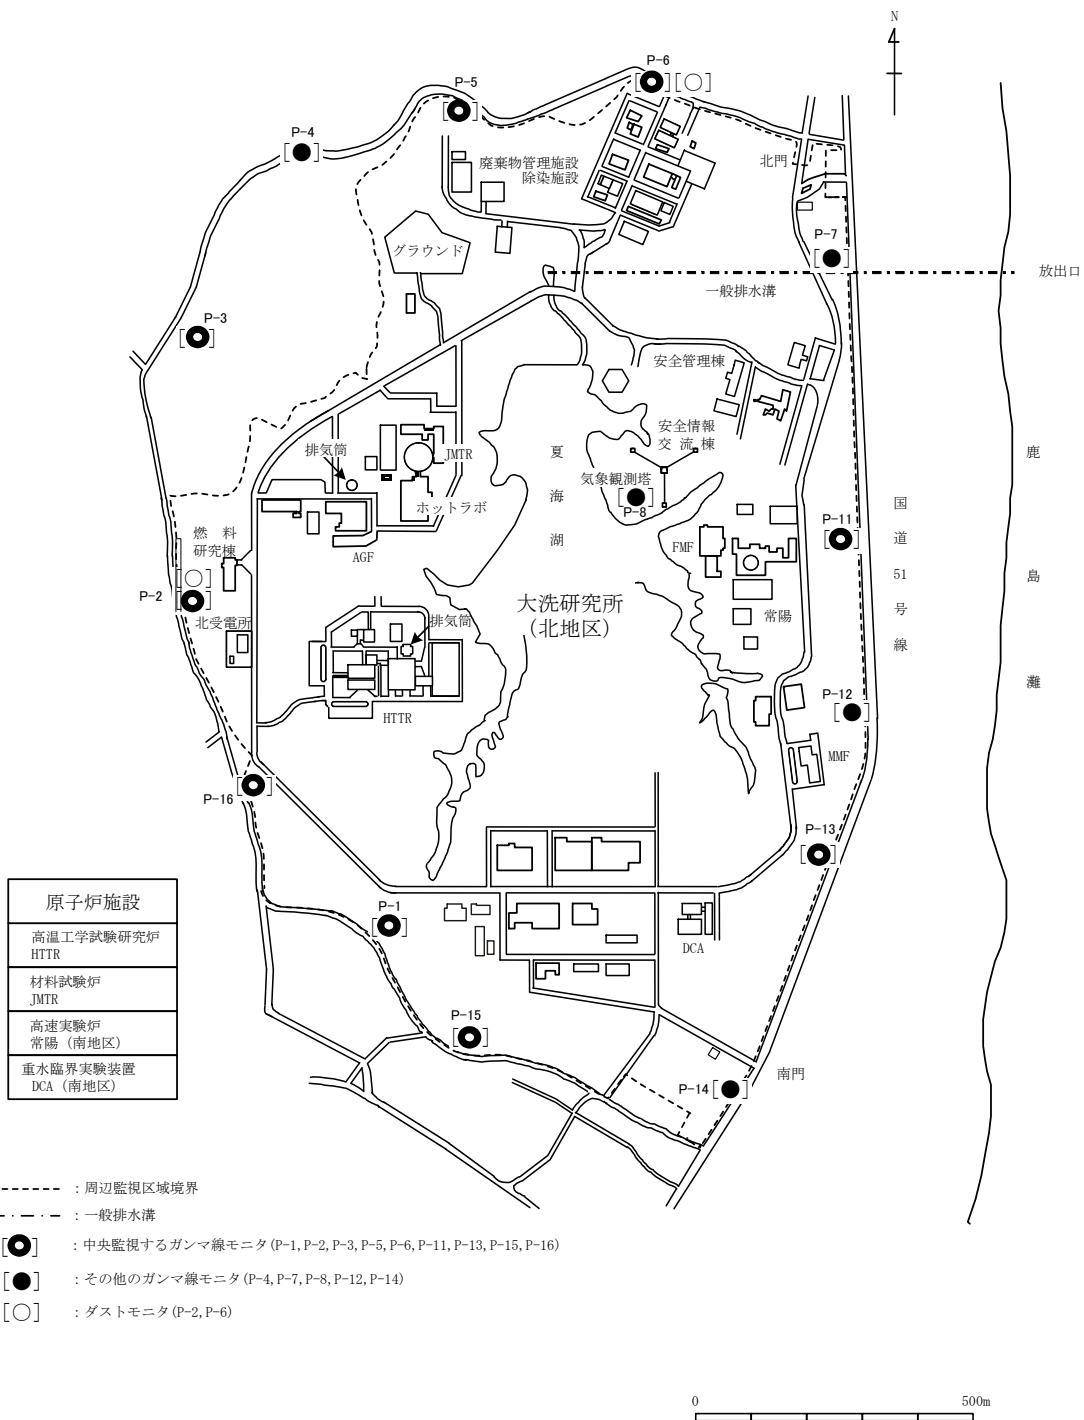 N
P-6
P-5
P-4
北門
廃棄物管理施設
除染施設
P-7
グラウンド
放出口
一般排水溝
P-3
安全管理棟
安全情報
交流棟
排気筒
JMTR
夏海湖
鹿島灘
気象観測塔
P-8
ホットラボ
国道51号線
P-11
燃料
研究棟
FMF
AGF
P-2
大洗研究所
(北地区)
常陽
北受電所
排気筒
P-12
HTTR
MMF
P-16
P-13
原子炉施設
高温工学試験研究炉
HTTR
材料試験炉
JMTR
高速実験炉
常陽 (南地区)
重水臨界実験装置
DCA (南地区)
P-1
DCA
P-15
南門
P-14
:周辺監視区域境界
:一般排水溝
:中央監視するガンマ線モニタ(P-1,P-2,P-3,P-5,P-6,P-11,P-13,P-15,P-16)
:その他のガンマ線モニタ(P-4,P-7,P-8,P-12,P-14)
:ダストモニタ(P-2,P-6)
0 500m